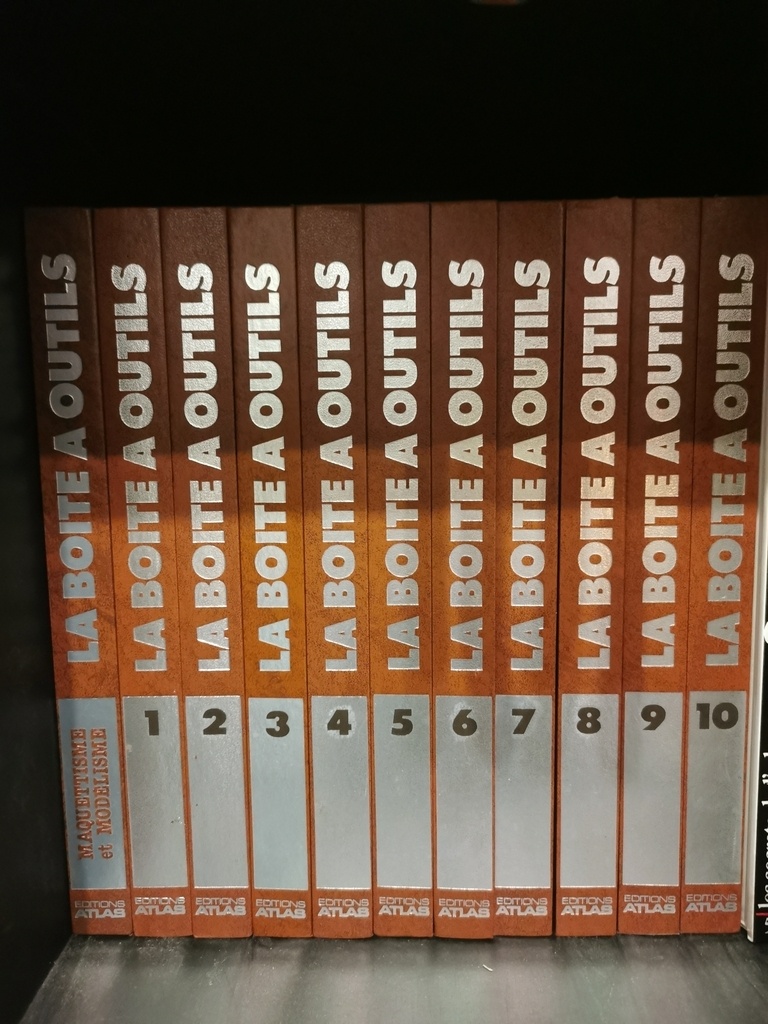 LA BOITE A OUTILS
MAQUETTISME
et MODELISME
EDITIONS
ATLAS
LA BOITE A OUTILS
1
EDITIONS
ATLAS
LA BOITE A OUTILS
2
EDITIONS
ATLAS
LA BOITE A OUTILS
3
EDITIONS
ATLAS
LA BOITE A OUTILS
4
EDITIONS
ATLAS
LA BOITE A OUTILS
5
EDITIONS
ATLAS
LA BOITE A OUTILS
6
EDITIONS
ATLAS
LA BOITE A OUTILS
7
EDITIONS
ATLAS
LA BOITE A OUTILS
8
EDITIONS
ATLAS
LA BOITE A OUTILS
9
EDITIONS
ATLAS
LA BOITE A OUTILS
10
EDITIONS
ATLAS